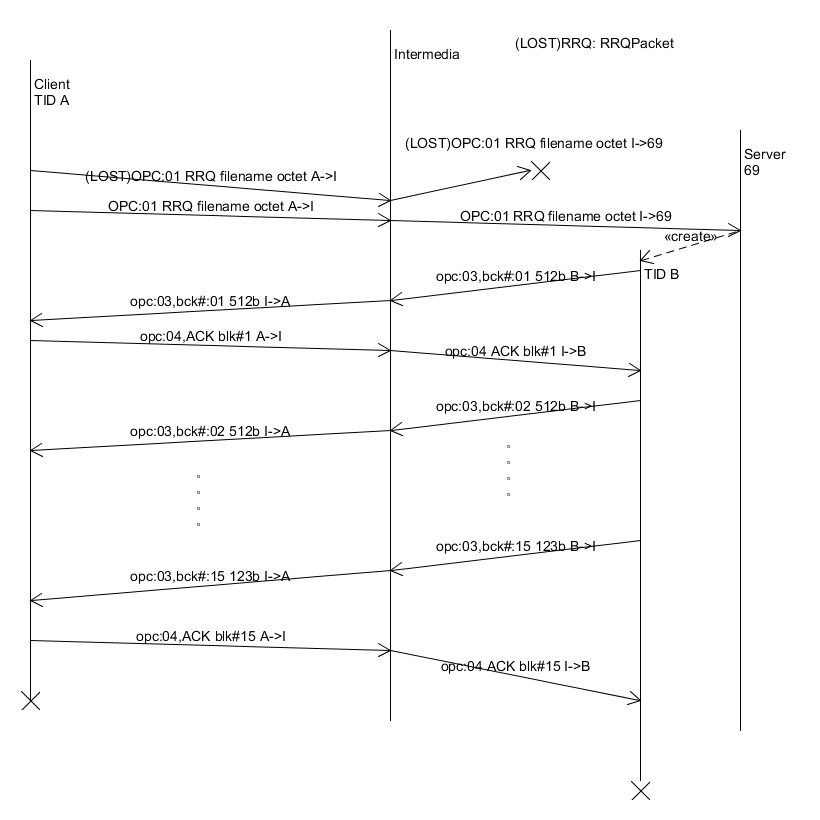 (LOST)RRQ: RRQPacket
Intermedia
Client
TID A
(LOST)OPC:01 RRQ filename octet I->69
Server
69
(LOST)OPC:01 RRQ filename octet A->I
OPC:01 RRQ filename octet A->I
OPC:01 RRQ filename octet I->69
«create»
TID B
opc:03,bck#:01 512b B->I
opc:03,bck#:01 512b I->A
opc:04,ACK blk#1 A->I
opc:04 ACK blk#1 I->B
opc:03,bck#:02 512b B->I
opc:03,bck#:02 512b I->A
opc:03,bck#:15 123b B->I
opc:03,bck#:15 123b I->A
opc:04,ACK blk#15 A->I
opc:04 ACK blk#15 I->B